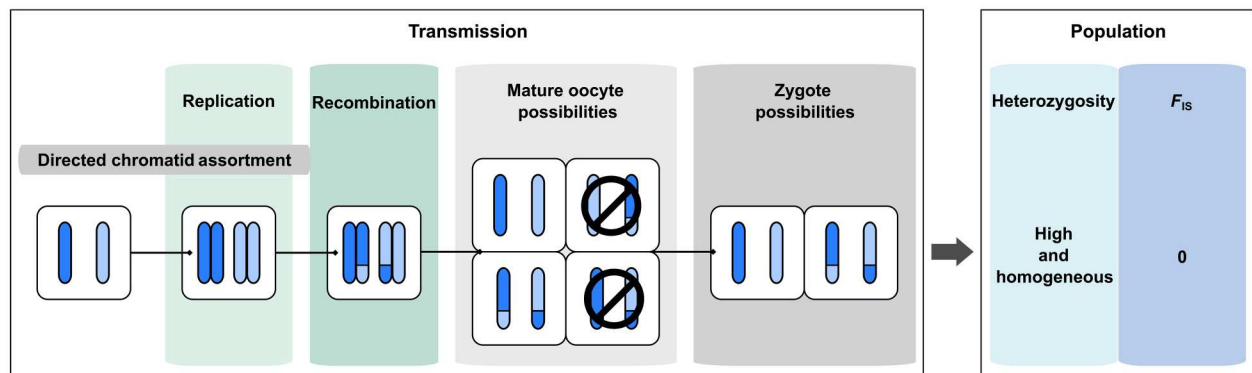 Transmission
Replication
Recombination
Mature oocyte
possibilities
Zygote
possibilities
Directed chromatid assortment
Population
Heterozygosity
FIS
High
and
homogeneous
0